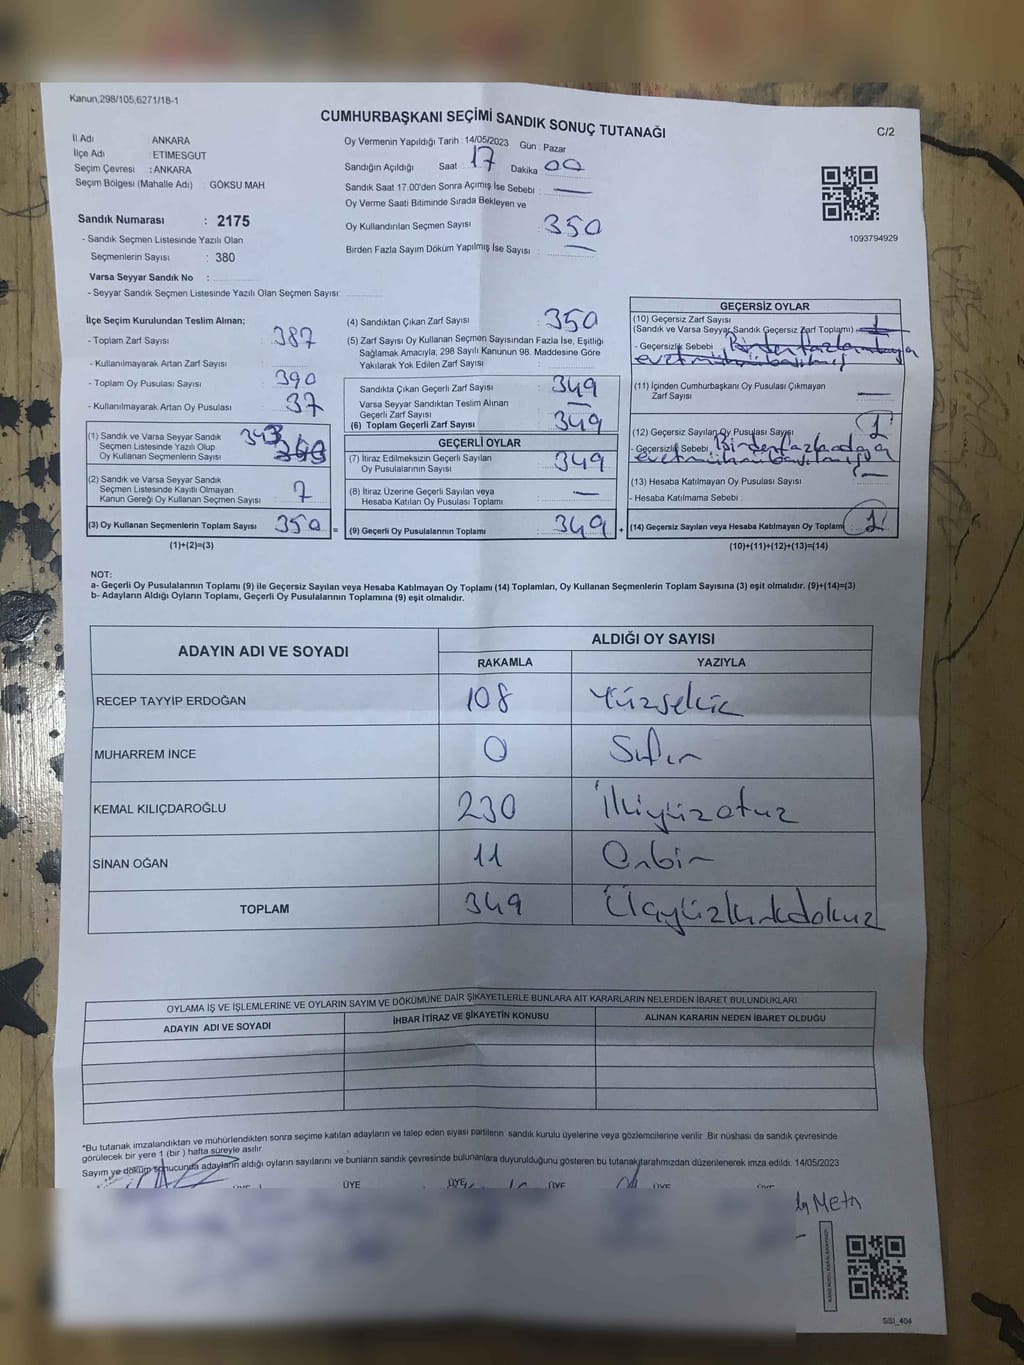 Kanun,298/105,6271/18-1
CUMHURBAŞKANI SEÇİMİ SANDIK SONUÇ TUTANAĞI
C/2
İl Adı : ANKARA
İlçe Adı : ETIMESGUT
Seçim Çevresi : ANKARA
Seçim Bölgesi (Mahalle Adı) : GÖKSU MAH
Oy Vermenin Yapıldığı Tarih : 14/05/2023 Gün : Pazar
Sandığın Açıldığı Saat : 17 Dakika 00
Sandık Saat 17.00'den Sonra Açımış İse Sebebi : —
Oy Verme Saati Bitiminde Sırada Bekleyen ve
Oy Kullandırılan Seçmen Sayısı : 350
Birden Fazla Sayım Döküm Yapılmış İse Sayısı : —
1093794929
Sandık Numarası : 2175
- Sandık Seçmen Listesinde Yazılı Olan
Seçmenlerin Sayısı : 380
Varsa Seyyar Sandık No :
- Seyyar Sandık Seçmen Listesinde Yazılı Olan Seçmen Sayısı:
İlçe Seçim Kurulundan Teslim Alınan;
- Toplam Zarf Sayısı : 387
- Kullanılmayarak Artan Zarf Sayısı :
- Toplam Oy Pusulası Sayısı : 390
- Kullanılmayarak Artan Oy Pusulası : 37
(1) Sandık ve Varsa Seyyar Sandık 343
Seçmen Listesinde Yazılı Olup
Oy Kullanan Seçmenlerin Sayısı
(2) Sandık ve Varsa Seyyar Sandık
Seçmen Listesinde Kayıtlı Olmayan
Kanun Gereği Oy Kullanan Seçmen Sayısı : 7
(3) Oy Kullanan Seçmenlerin Toplam Sayısı : 350 =
(1)+(2)=(3)
(4) Sandıktan Çıkan Zarf Sayısı : 350
(5) Zarf Sayısı Oy Kullanan Seçmen Sayısından Fazla İse, Eşitliği
Sağlamak Amacıyla, 298 Sayılı Kanunun 98. Maddesine Göre
Yakılarak Yok Edilen Zarf Sayısı :
Sandıkta Çıkan Geçerli Zarf Sayısı : 349
Varsa Seyyar Sandıktan Teslim Alınan
Geçerli Zarf Sayısı : —
(6) Toplam Geçerli Zarf Sayısı : 349
GEÇERLİ OYLAR
(7) İtiraz Edilmeksizin Geçerli Sayılan
Oy Pusulalarının Sayısı : 349
(8) İtiraz Üzerine Geçerli Sayılan veya
Hesaba Katılan Oy Pusulası Toplamı : —
(9) Geçerli Oy Pusulalarının Toplamı : 349 +
GEÇERSİZ OYLAR
(10) Geçersiz Zarf Sayısı
(Sandık ve Varsa Seyyar Sandık Geçersiz Zarf Toplamı) :
- Geçersizlik Sebebi : Birden fazla
evet mührü basılmış
(11) İçinden Cumhurbaşkanı Oy Pusulası Çıkmayan
Zarf Sayısı : —
(12) Geçersiz Sayılan Oy Pusulası Sayısı : 1
- Geçersizlik Sebebi : Birden fazla
evet mührü basılmış
(13) Hesaba Katılmayan Oy Pusulası Sayısı : —
- Hesaba Katılmama Sebebi :
(14) Geçersiz Sayılan veya Hesaba Katılmayan Oy Toplamı : 1
(10)+(11)+(12)+(13)=(14)
NOT:
a- Geçerli Oy Pusulalarının Toplamı (9) ile Geçersiz Sayılan veya Hesaba Katılmayan Oy Toplamı (14) Toplamları, Oy Kullanan Seçmenlerin Toplam Sayısına (3) eşit olmalıdır. (9)+(14)=(3)
b- Adayların Aldığı Oyların Toplamı, Geçerli Oy Pusulalarının Toplamına (9) eşit olmalıdır.
ADAYIN ADI VE SOYADI ALDIĞI OY SAYISI
RAKAMLA YAZIYLA
RECEP TAYYİP ERDOĞAN 108 Yüzsekiz
MUHARREM İNCE 0 Sıfır
KEMAL KILIÇDAROĞLU 230 İkiyüzotuz
SİNAN OĞAN 11 Onbir
TOPLAM 349 Üçyüzkırkdokuz
OYLAMA İŞ VE İŞLEMLERİNE VE OYLARIN SAYIM VE DÖKÜMÜNE DAİR ŞİKAYETLERLE BUNLARA AİT KARARLARIN NELERDEN İBARET BULUNDUKLARI
ADAYIN ADI VE SOYADI İHBAR İTİRAZ VE ŞİKAYETİN KONUSU ALINAN KARARIN NEDEN İBARET OLDUĞU
*Bu tutanak imzalandıktan ve mühürlendikten sonra seçime katılan adayların ve talep eden siyasi partilerin sandık kurulu üyelerine veya gözlemcilerine verilir. Bir nüshası da sandık çevresinde
görülecek bir yere 1 (bir ) hafta süreyle asılır.
Sayım ve döküm sonucunda adayların aldığı oyların sayılarını ve bunların sandık çevresinde bulunanlara duyurulduğunu gösteren bu tutanak tarafımızdan düzenlenerek imza edildi. 14/05/2023
ÜYE ÜYE ÜYE ÜYE
Metn
SSI_404